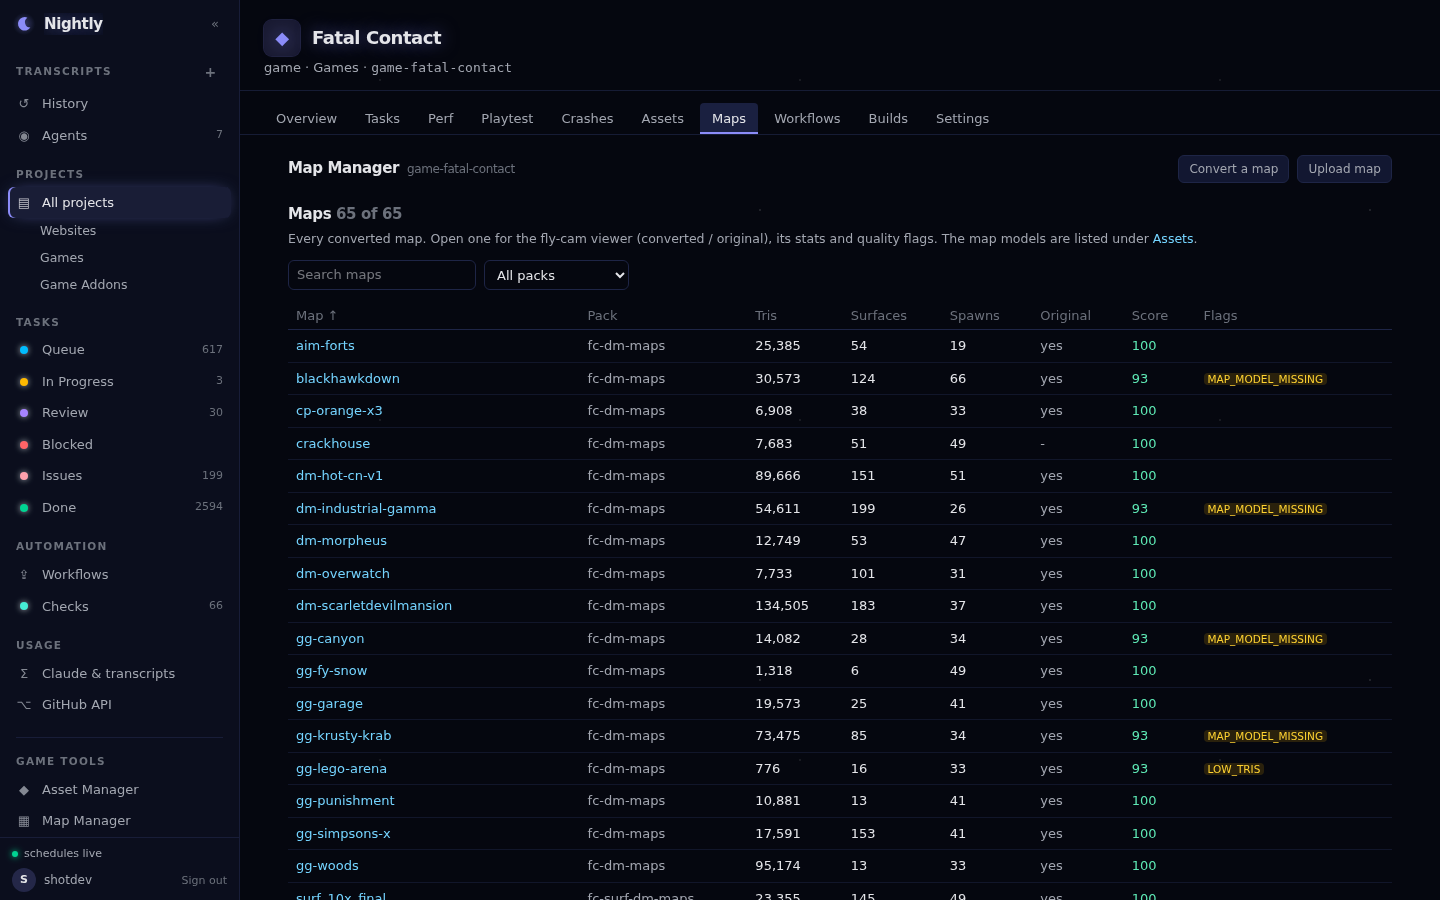 Nightly «
TRANSCRIPTS +
History
Agents 7
PROJECTS
All projects
Websites
Games
Game Addons
TASKS
Queue 617
In Progress 3
Review 30
Blocked
Issues 199
Done 2594
AUTOMATION
Workflows
Checks 66
USAGE
Σ Claude & transcripts
GitHub API
GAME TOOLS
Asset Manager
Map Manager
schedules live
S shotdev Sign out
Fatal Contact
game · Games · game-fatal-contact
Overview Tasks Perf Playtest Crashes Assets Maps Workflows Builds Settings
Map Manager game-fatal-contact Convert a map Upload map
Maps 65 of 65
Every converted map. Open one for the fly-cam viewer (converted / original), its stats and quality flags. The map models are listed under Assets.
Search maps All packs
Map ↑ Pack Tris Surfaces Spawns Original Score Flags
aim-forts fc-dm-maps 25,385 54 19 yes 100
blackhawkdown fc-dm-maps 30,573 124 66 yes 93 MAP_MODEL_MISSING
cp-orange-x3 fc-dm-maps 6,908 38 33 yes 100
crackhouse fc-dm-maps 7,683 51 49 - 100
dm-hot-cn-v1 fc-dm-maps 89,666 151 51 yes 100
dm-industrial-gamma fc-dm-maps 54,611 199 26 yes 93 MAP_MODEL_MISSING
dm-morpheus fc-dm-maps 12,749 53 47 yes 100
dm-overwatch fc-dm-maps 7,733 101 31 yes 100
dm-scarletdevilmansion fc-dm-maps 134,505 183 37 yes 100
gg-canyon fc-dm-maps 14,082 28 34 yes 93 MAP_MODEL_MISSING
gg-fy-snow fc-dm-maps 1,318 6 49 yes 100
gg-garage fc-dm-maps 19,573 25 41 yes 100
gg-krusty-krab fc-dm-maps 73,475 85 34 yes 93 MAP_MODEL_MISSING
gg-lego-arena fc-dm-maps 776 16 33 yes 93 LOW_TRIS
gg-punishment fc-dm-maps 10,881 13 41 yes 100
gg-simpsons-x fc-dm-maps 17,591 153 41 yes 100
gg-woods fc-dm-maps 95,174 13 33 yes 100
surf_10x_final fc-surf-dm-maps 23,355 145 49 yes 100